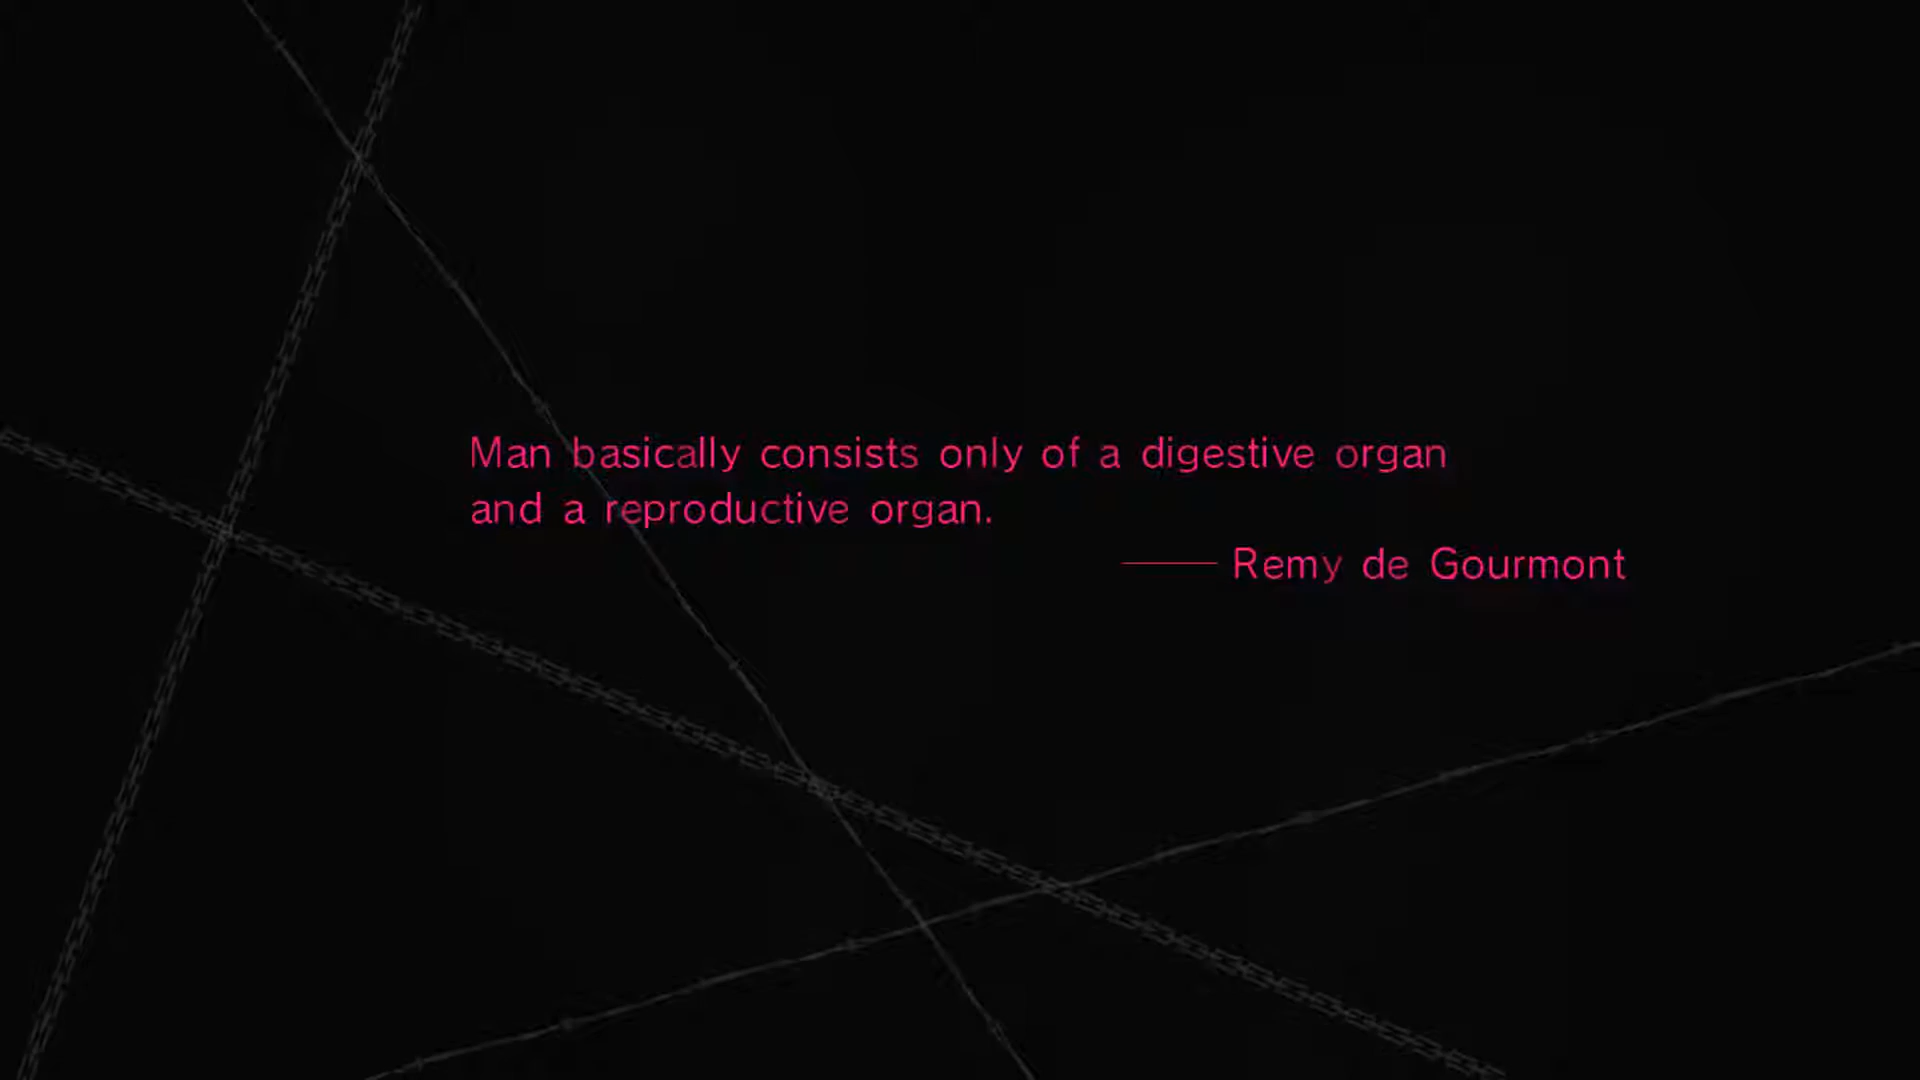 Man basically consists only of a digestive organ
and a reproductive organ.
—— Remy de Gourmont